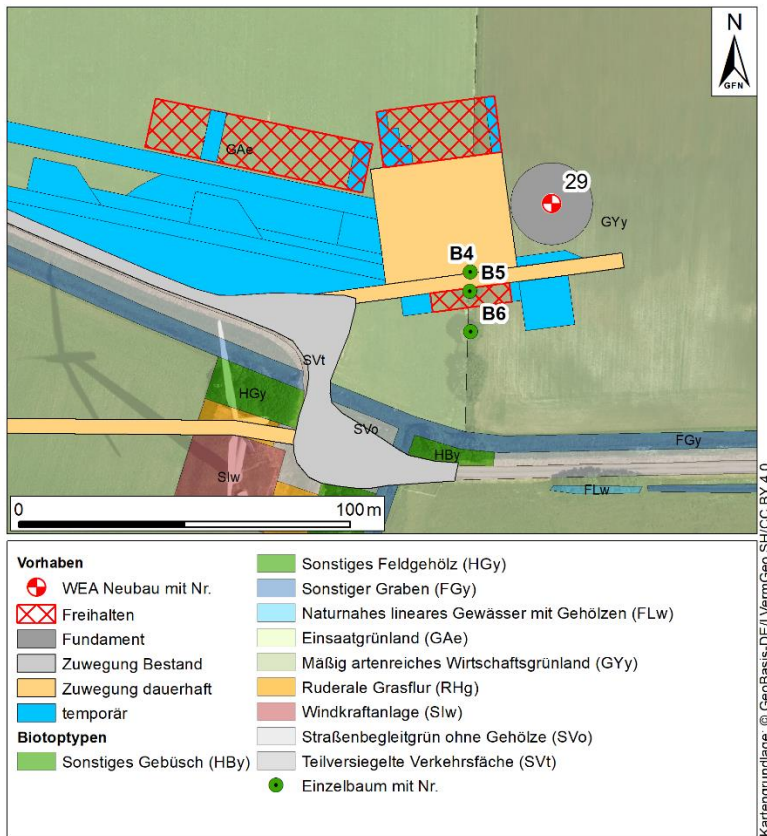 N
GFN
29
GAe
GYy
B4
B5
B6
SVt
HGy
SVo
HBy
FGy
SIw
FLw
0 100 m
Vorhaben
WEA Neubau mit Nr.
Freihalten
Fundament
Zuwegung Bestand
Zuwegung dauerhaft
temporär
Biotoptypen
Sonstiges Gebüsch (HBy)
Sonstiges Feldgehölz (HGy)
Sonstiger Graben (FGy)
Naturnahes lineares Gewässer mit Gehölzen (FLw)
Einsaatgrünland (GAe)
Mäßig artenreiches Wirtschaftsgrünland (GYy)
Ruderale Grasflur (RHg)
Windkraftanlage (SIw)
Straßenbegleitgrün ohne Gehölze (SVo)
Teilversiegelte Verkehrsfäche (SVt)
Einzelbaum mit Nr.
Kartengrundlage: © GeoBasis-DE/LVermGeo SH/CC BY 4.0